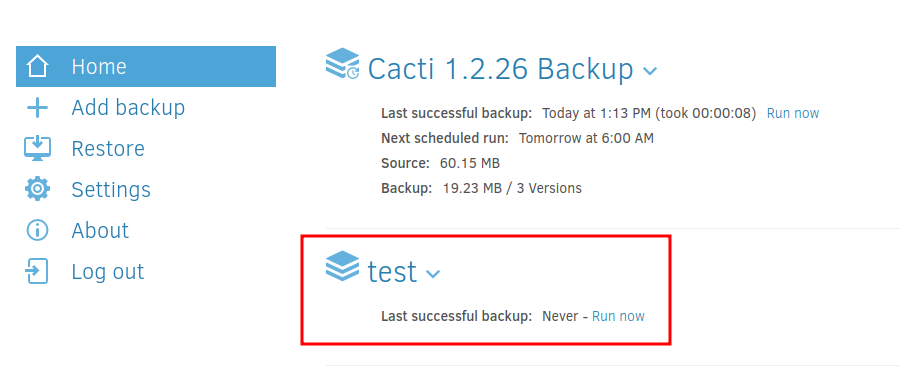 Home
Add backup
Restore
Settings
About
Log out
Cacti 1.2.26 Backup
Last successful backup: Today at 1:13 PM (took 00:00:08) Run now
Next scheduled run: Tomorrow at 6:00 AM
Source: 60.15 MB
Backup: 19.23 MB / 3 Versions
test
Last successful backup: Never - Run now